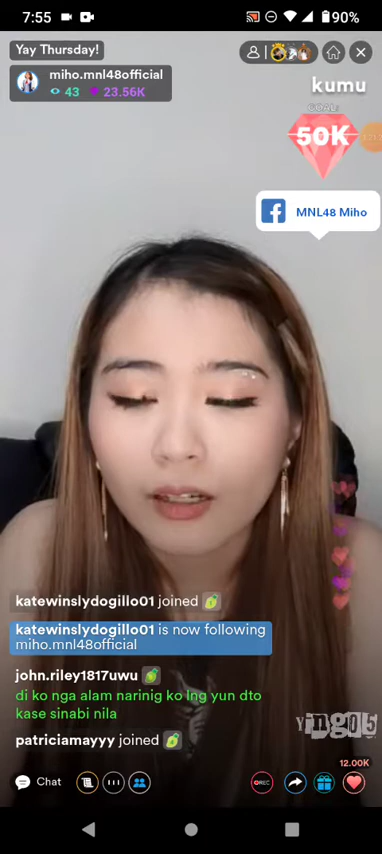 7:55
90%
Yay Thursday!
miho.mnl48official
43 23.56K
kumu
GOAL:
50K
MNL48 Miho
katewinslydogillo01 joined
katewinslydogillo01 is now following
miho.mnl48official
john.riley1817uwu
di ko nga alam narinig ko lng yun dto
kase sinabi nila
patriciamayyy joined
Ying05
12.00K
Chat
REC